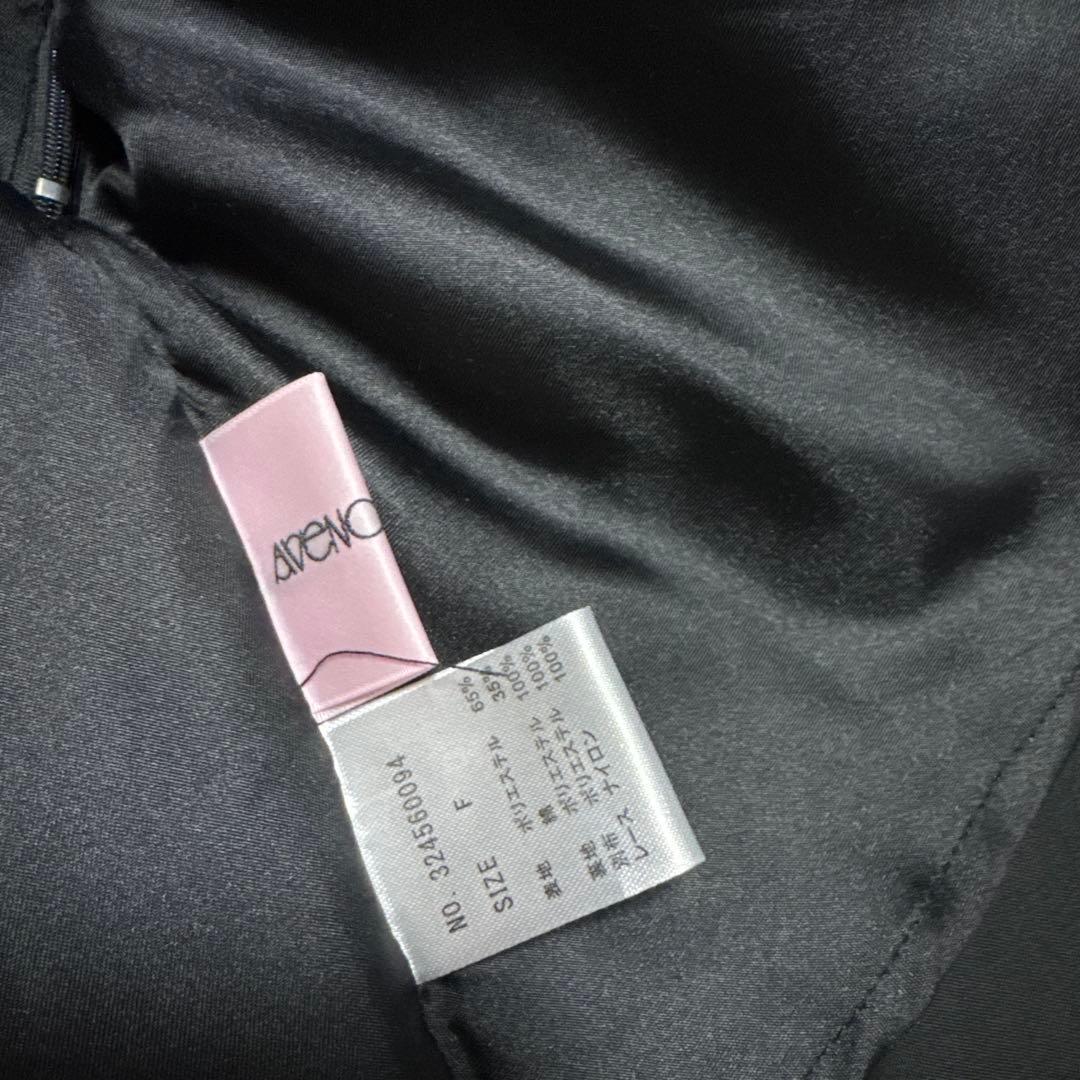 NO. 324560094
SIZE F
表地 ポリエステル 65%
綿 35%
裏地 ポリエステル 100%
別布 ポリエステル 100%
レース ナイロン 100%